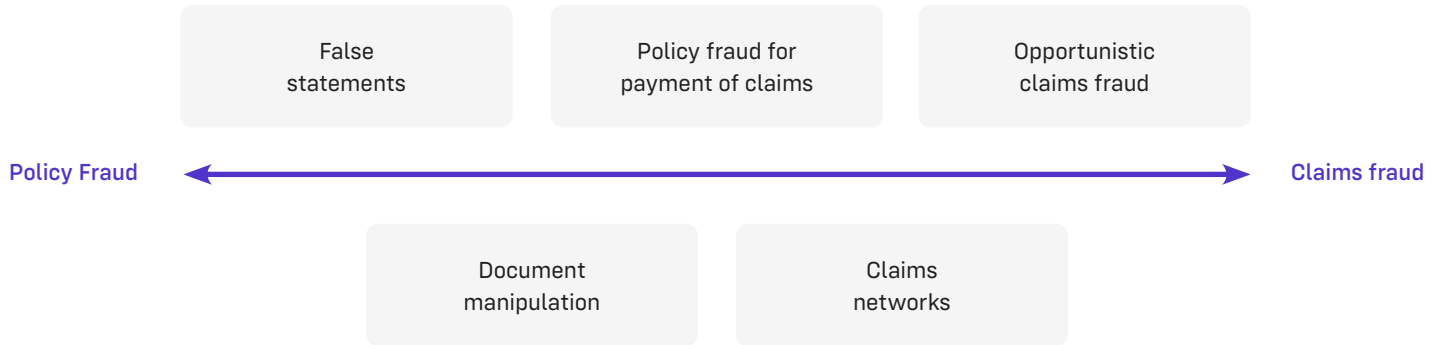 False
statements
Policy fraud for
payment of claims
Opportunistic
claims fraud
Policy Fraud
Claims fraud
Document
manipulation
Claims
networks